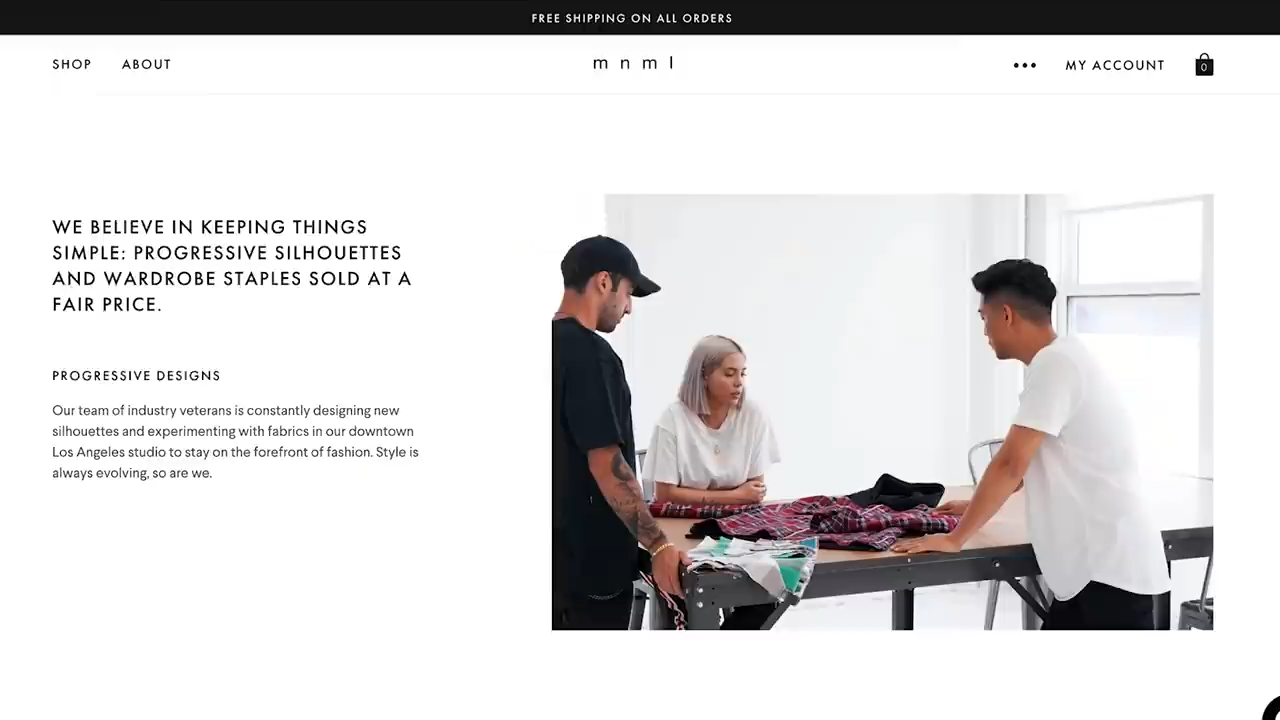 FREE SHIPPING ON ALL ORDERS
SHOP ABOUT mnml ••• MY ACCOUNT 0
WE BELIEVE IN KEEPING THINGS
SIMPLE: PROGRESSIVE SILHOUETTES
AND WARDROBE STAPLES SOLD AT A
FAIR PRICE.
PROGRESSIVE DESIGNS
Our team of industry veterans is constantly designing new
silhouettes and experimenting with fabrics in our downtown
Los Angeles studio to stay on the forefront of fashion. Style is
always evolving, so are we.